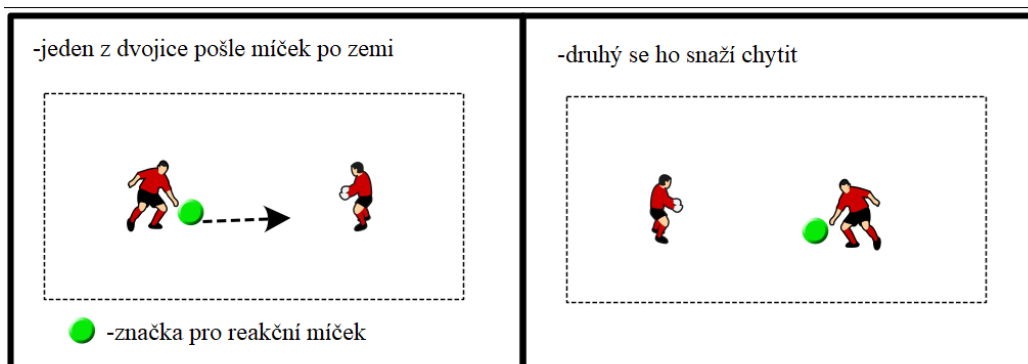 -jeden z dvojice pošle míček po zemi
-značka pro reakční míček
-druhý se ho snaží chytit